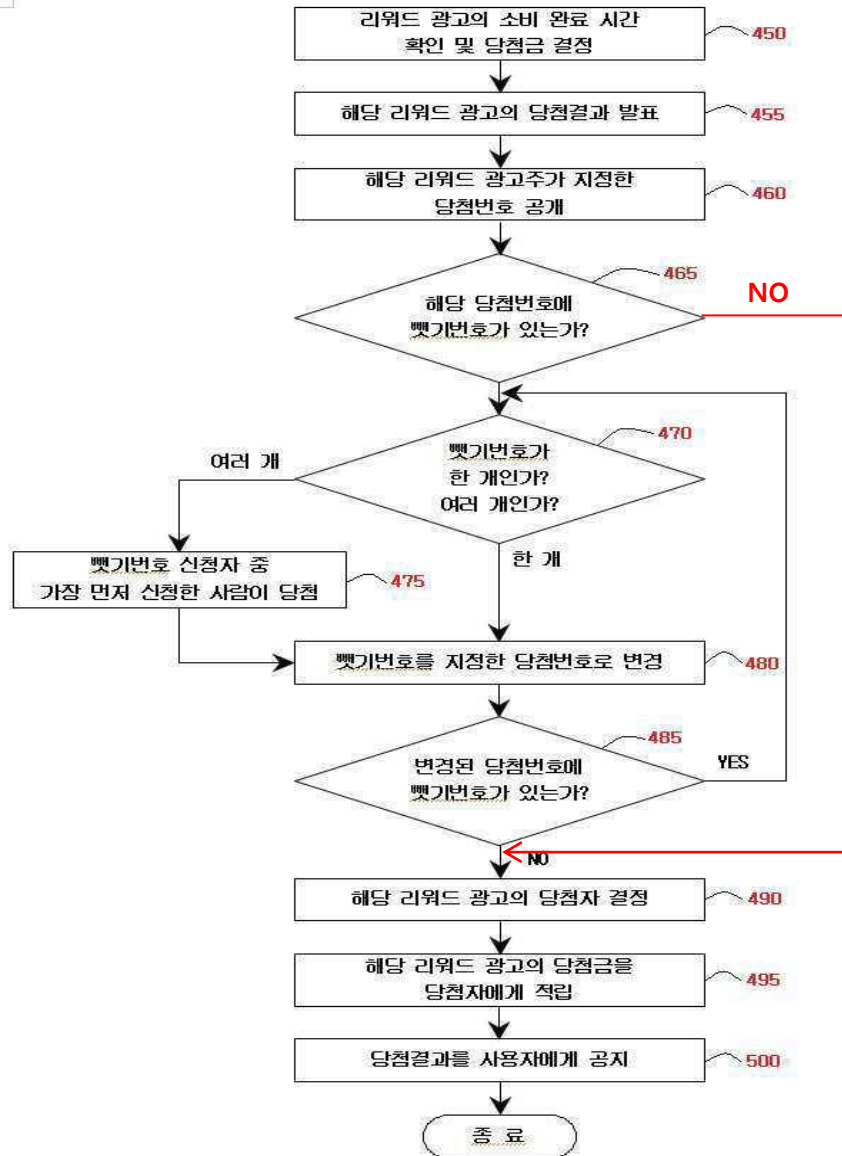 리워드 광고의 소비 완료 시간
확인 및 당첨금 결정
450
해당 리워드 광고의 당첨결과 발표
455
해당 리워드 광고주가 지정한
당첨번호 공개
460
465
해당 당첨번호에
뺏기번호가 있는가?
NO
470
뺏기번호가
한 개인가?
여러 개인가?
여러 개
한 개
뺏기번호 신청자 중
가장 먼저 신청한 사람이 당첨
475
뺏기번호를 지정한 당첨번호로 변경
480
485
변경된 당첨번호에
뺏기번호가 있는가?
YES
NO
해당 리워드 광고의 당첨자 결정
490
해당 리워드 광고의 당첨금을
당첨자에게 적립
495
당첨결과를 사용자에게 공지
500
종 료